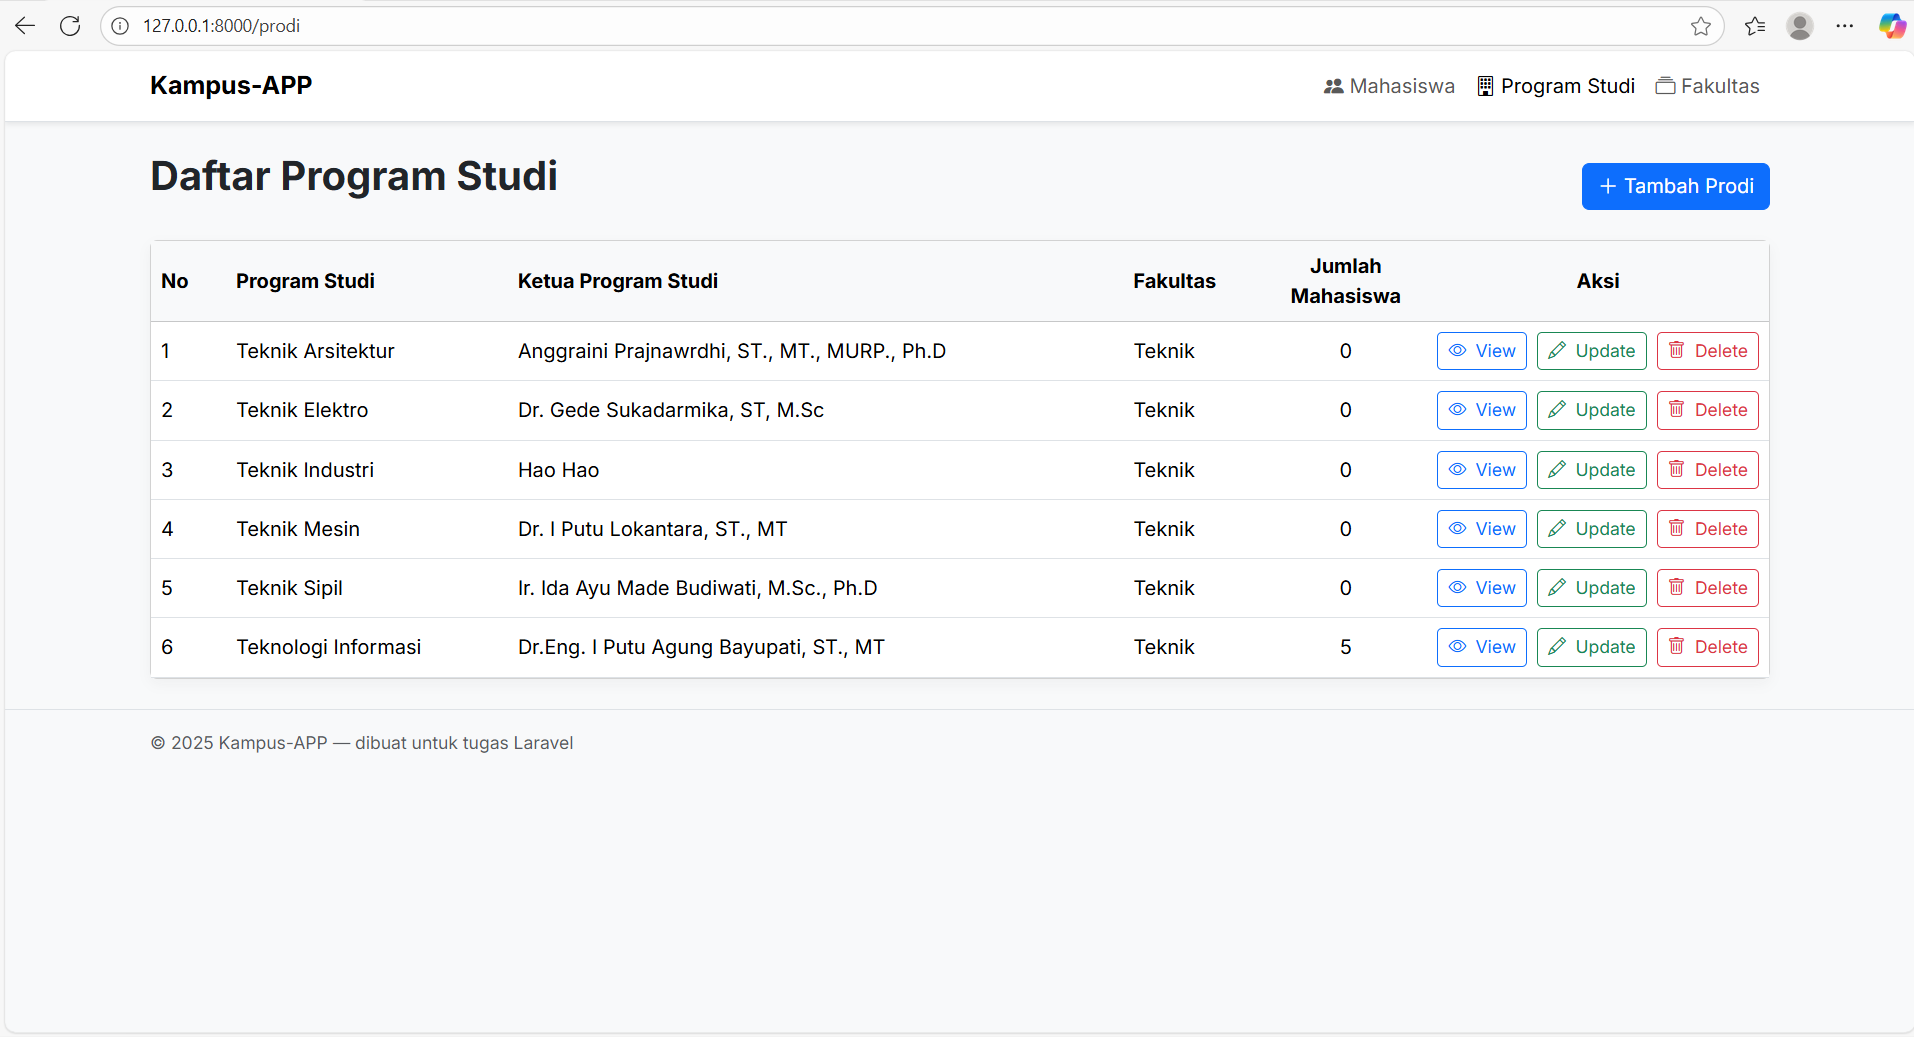 127.0.0.1:8000/prodi
Kampus-APP
Mahasiswa Program Studi Fakultas
Daftar Program Studi
+ Tambah Prodi
No Program Studi Ketua Program Studi Fakultas Jumlah Mahasiswa Aksi
1 Teknik Arsitektur Anggraini Prajnawrdhi, ST., MT., MURP., Ph.D Teknik 0 View Update Delete
2 Teknik Elektro Dr. Gede Sukadarmika, ST, M.Sc Teknik 0 View Update Delete
3 Teknik Industri Hao Hao Teknik 0 View Update Delete
4 Teknik Mesin Dr. I Putu Lokantara, ST., MT Teknik 0 View Update Delete
5 Teknik Sipil Ir. Ida Ayu Made Budiwati, M.Sc., Ph.D Teknik 0 View Update Delete
6 Teknologi Informasi Dr.Eng. I Putu Agung Bayupati, ST., MT Teknik 5 View Update Delete
© 2025 Kampus-APP — dibuat untuk tugas Laravel